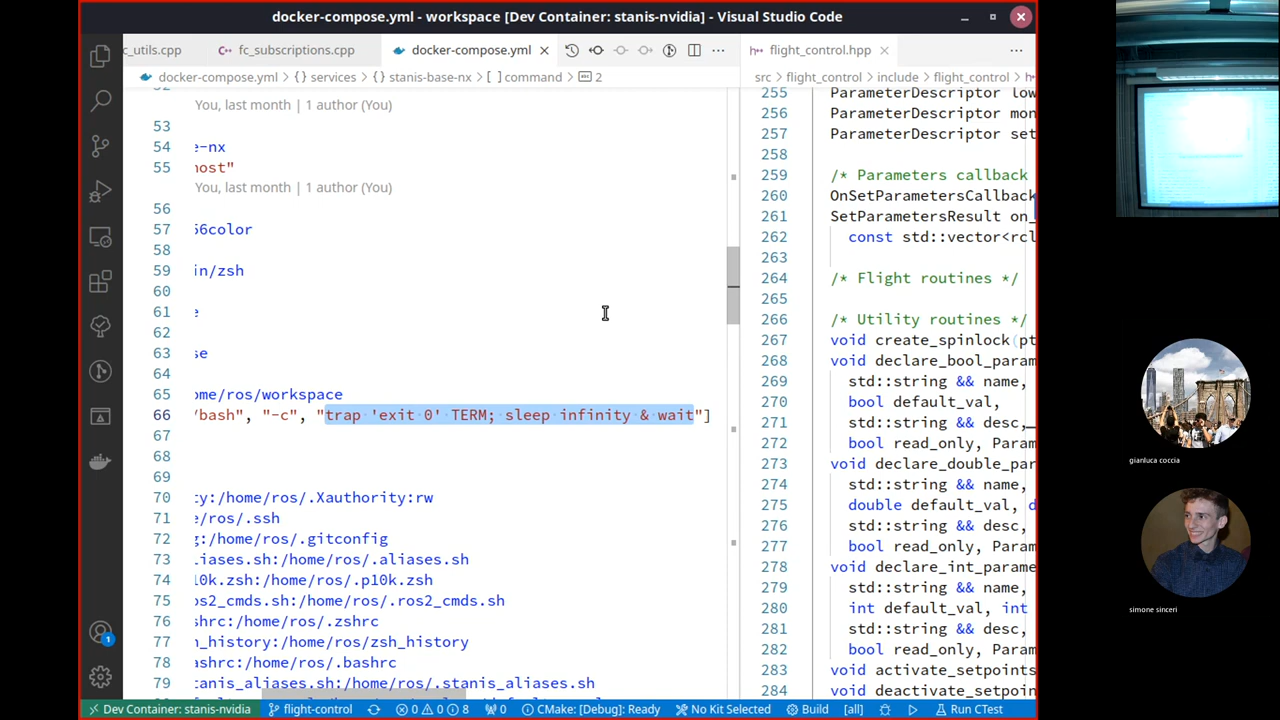 docker-compose.yml - workspace [Dev Container: stanis-nvidia] - Visual Studio Code
c_utils.cpp
fc_subscriptions.cpp
docker-compose.yml
flight_control.hpp
docker-compose.yml > {} services > {} stanis-base-nx > [ ] command > abc 2
src > flight_control > include > flight_control >
You, last month | 1 author (You)
53
54 e-nx
55 host"
You, last month | 1 author (You)
56
57 56color
58
59 in/zsh
60
61 e
62
63 se
64
65 ome/ros/workspace
66 /bash", "-c", "trap 'exit 0' TERM; sleep infinity & wait"]
67
68
69
70 ty:/home/ros/.Xauthority:rw
71 e/ros/.ssh
72 g:/home/ros/.gitconfig
73 liases.sh:/home/ros/.aliases.sh
74 10k.zsh:/home/ros/.p10k.zsh
75 os2_cmds.sh:/home/ros/.ros2_cmds.sh
76 shrc:/home/ros/.zshrc
77 h_history:/home/ros/zsh_history
78 ashrc:/home/ros/.bashrc
79 tanis_aliases.sh:/home/ros/.stanis_aliases.sh
255 ParameterDescriptor low
256 ParameterDescriptor mon
257 ParameterDescriptor set
258
259 /* Parameters callback
260 OnSetParametersCallback
261 SetParametersResult on_
262 const std::vector<rcl
263
264 /* Flight routines */
265
266 /* Utility routines */
267 void create_spinlock(pt
268 void declare_bool_param
269 std::string && name,
270 bool default_val,
271 std::string && desc,
272 bool read_only, Param
273 void declare_double_par
274 std::string && name,
275 double default_val, d
276 std::string && desc,
277 bool read_only, Param
278 void declare_int_parame
279 std::string && name,
280 int default_val, int
281 std::string && desc,
282 bool read_only, Param
283 void activate_setpoints
284 void deactivate_setpoin
1
Dev Container: stanis-nvidia flight-control 0 0 8 0 CMake: [Debug]: Ready No Kit Selected Build [all] Run CTest
gianluca coccia
simone sinceri